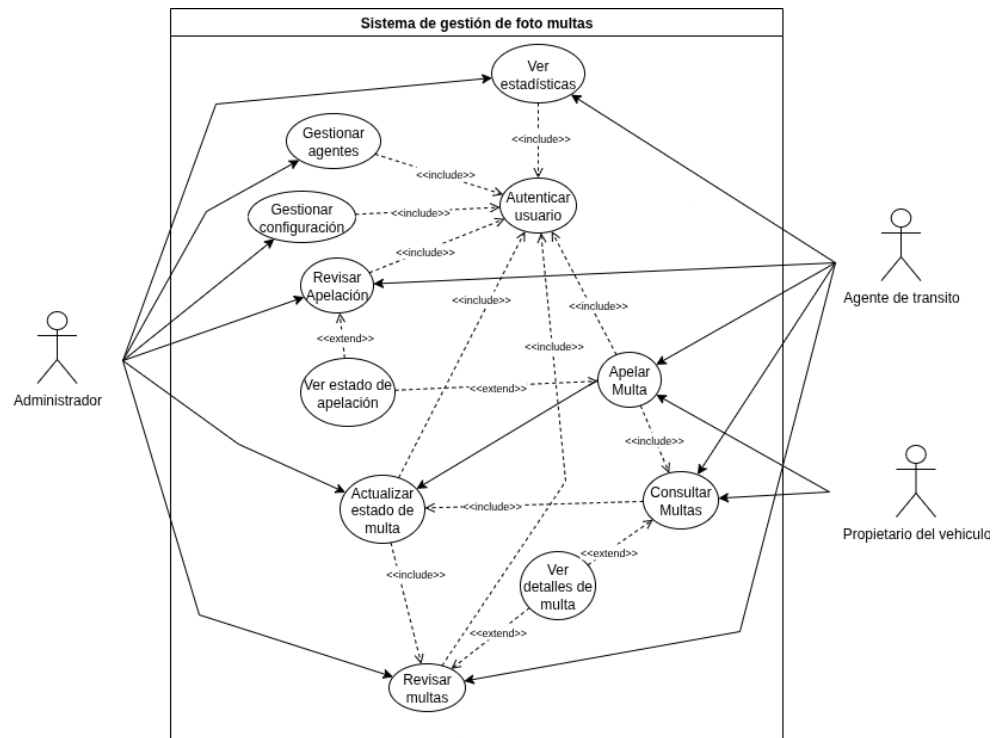 Sistema de gestión de foto multas
Ver
estadísticas
<<include>>
Gestionar
agentes
<<include>>
Autenticar
usuario
Gestionar
configuración
<<include>>
<<include>>
Revisar
Apelación
<<include>>
<<include>>
Agente de transito
<<extend>>
<<include>>
Administrador
Ver estado de
apelación
<<extend>>
Apelar
Multa
<<include>>
Actualizar
estado de
multa
<<include>>
Consultar
Multas
Propietario del vehiculo
<<extend>>
Ver
detalles de
multa
<<include>>
<<extend>>
Revisar
multas